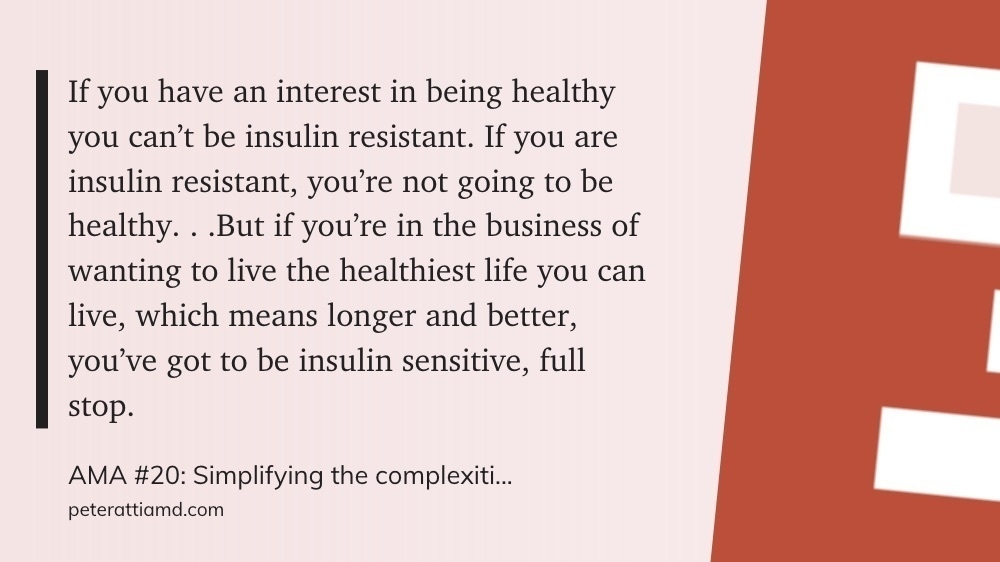 If you have an interest in being healthy
you can’t be insulin resistant. If you are
insulin resistant, you’re not going to be
healthy. . .But if you’re in the business of
wanting to live the healthiest life you can
live, which means longer and better,
you’ve got to be insulin sensitive, full
stop.
AMA #20: Simplifying the complexiti...
peterattiamd.com